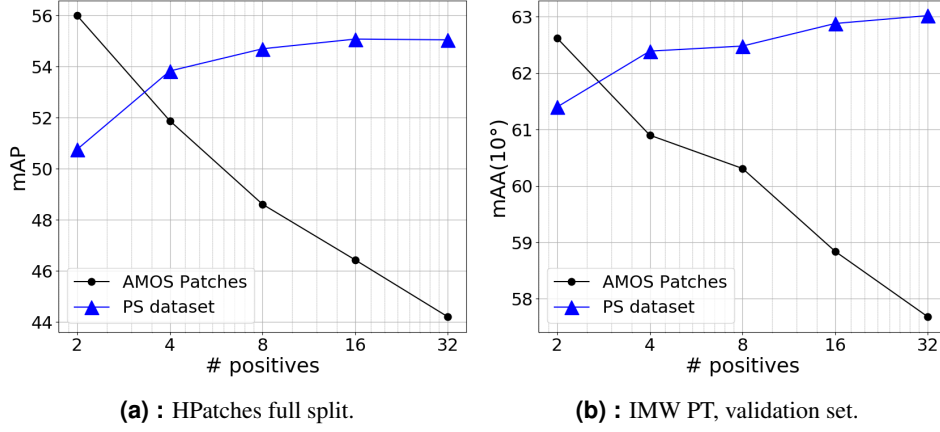 56
54
52
50
48
46
44
mAP
AMOS Patches
PS dataset
2 4 8 16 32
# positives
(a) : HPatches full split.
63
62
61
60
59
58
mAA(10°)
AMOS Patches
PS dataset
2 4 8 16 32
# positives
(b) : IMW PT, validation set.